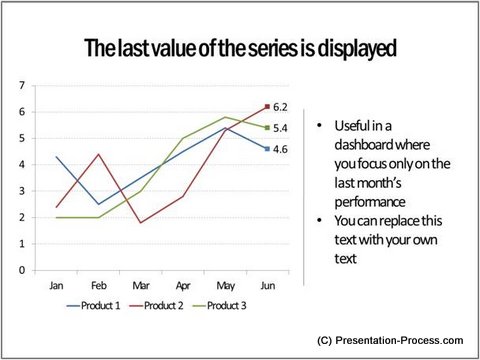 The last value of the series is displayed
7
6
5
4
3
2
1
0
6.2
5.4
4.6
Jan Feb Mar Apr May Jun
Product 1 Product 2 Product 3
• Useful in a
dashboard where
you focus only on the
last month's
performance
• You can replace this
text with your own
text
(C) Presentation-Process.com